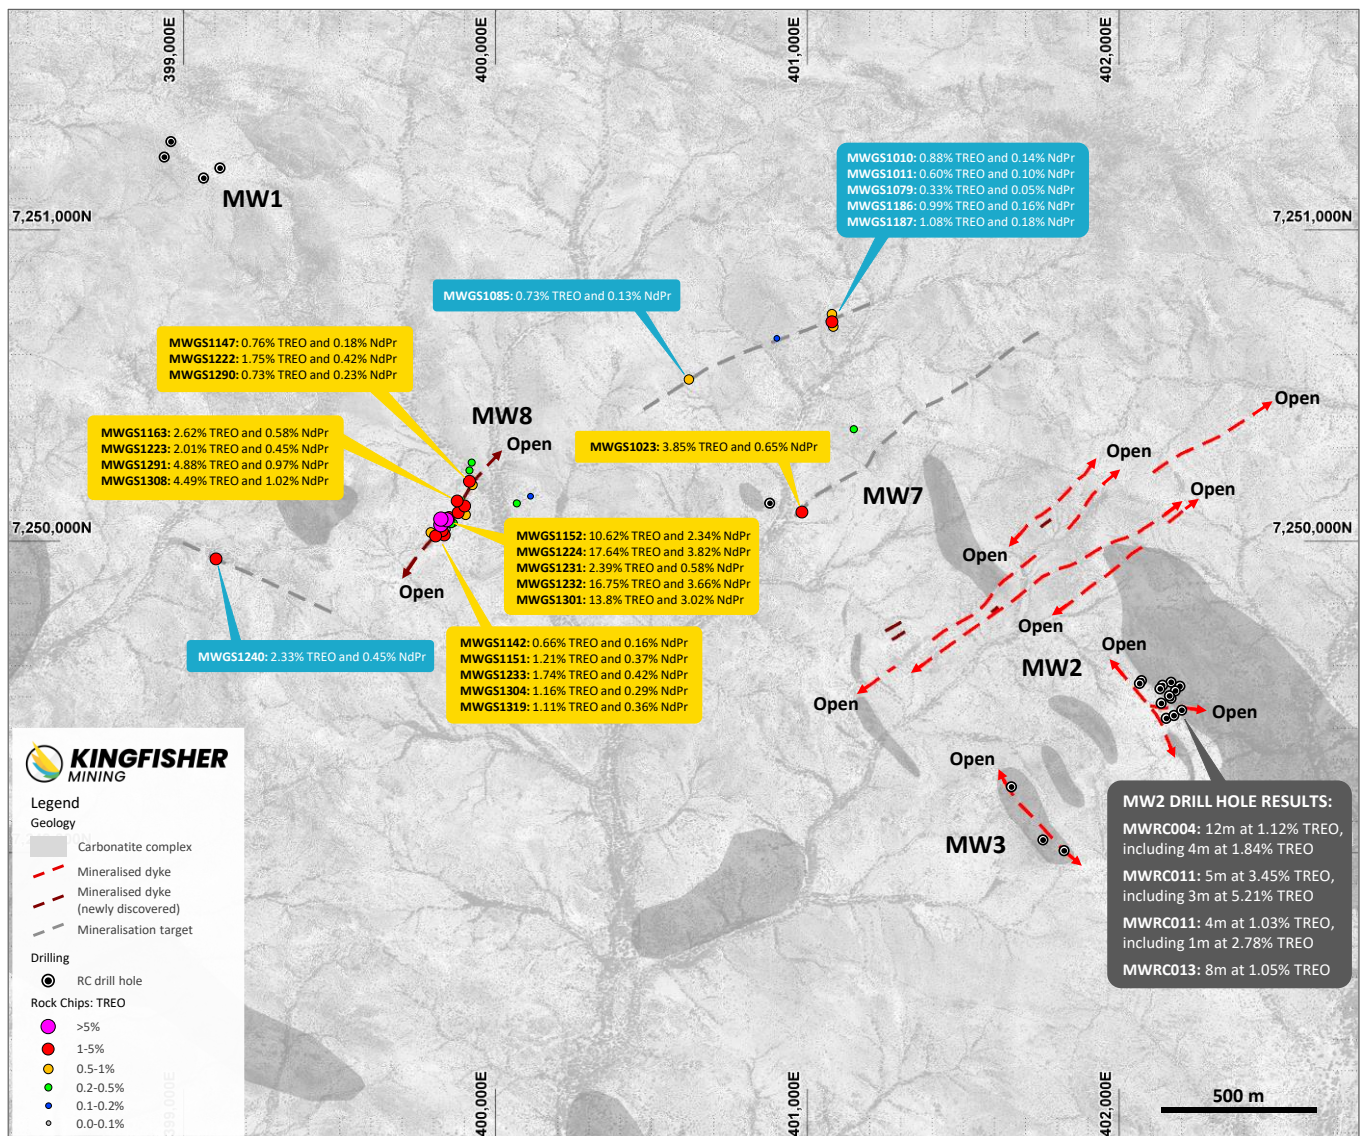 399,000E
400,000E
401,000E
402,000E
MW1
7,251,000N
7,251,000N
MWGS1010: 0.88% TREO and 0.14% NdPr
MWGS1011: 0.60% TREO and 0.10% NdPr
MWGS1079: 0.33% TREO and 0.05% NdPr
MWGS1186: 0.99% TREO and 0.16% NdPr
MWGS1187: 1.08% TREO and 0.18% NdPr
MWGS1085: 0.73% TREO and 0.13% NdPr
MWGS1147: 0.76% TREO and 0.18% NdPr
MWGS1222: 1.75% TREO and 0.42% NdPr
MWGS1290: 0.73% TREO and 0.23% NdPr
MWGS1163: 2.62% TREO and 0.58% NdPr
MWGS1223: 2.01% TREO and 0.45% NdPr
MWGS1291: 4.88% TREO and 0.97% NdPr
MWGS1308: 4.49% TREO and 1.02% NdPr
MW8
Open
MWGS1023: 3.85% TREO and 0.65% NdPr
MW7
Open
Open
Open
7,250,000N
7,250,000N
Open
Open
MWGS1152: 10.62% TREO and 2.34% NdPr
MWGS1224: 17.64% TREO and 3.82% NdPr
MWGS1231: 2.39% TREO and 0.58% NdPr
MWGS1232: 16.75% TREO and 3.66% NdPr
MWGS1301: 13.8% TREO and 3.02% NdPr
MWGS1240: 2.33% TREO and 0.45% NdPr
MWGS1142: 0.66% TREO and 0.16% NdPr
MWGS1151: 1.21% TREO and 0.37% NdPr
MWGS1233: 1.74% TREO and 0.42% NdPr
MWGS1304: 1.16% TREO and 0.29% NdPr
MWGS1319: 1.11% TREO and 0.36% NdPr
Open
Open
MW2
Open
Open
Open
MW3
MW2 DRILL HOLE RESULTS:
MWRC004: 12m at 1.12% TREO,
including 4m at 1.84% TREO
MWRC011: 5m at 3.45% TREO,
including 3m at 5.21% TREO
MWRC011: 4m at 1.03% TREO,
including 1m at 2.78% TREO
MWRC013: 8m at 1.05% TREO
KINGFISHER
MINING
Legend
Geology
Carbonatite complex
Mineralised dyke
Mineralised dyke
(newly discovered)
Mineralisation target
Drilling
RC drill hole
Rock Chips: TREO
>5%
1-5%
0.5-1%
0.2-0.5%
0.1-0.2%
0.0-0.1%
399,000E
400,000E
401,000E
402,000E
500 m